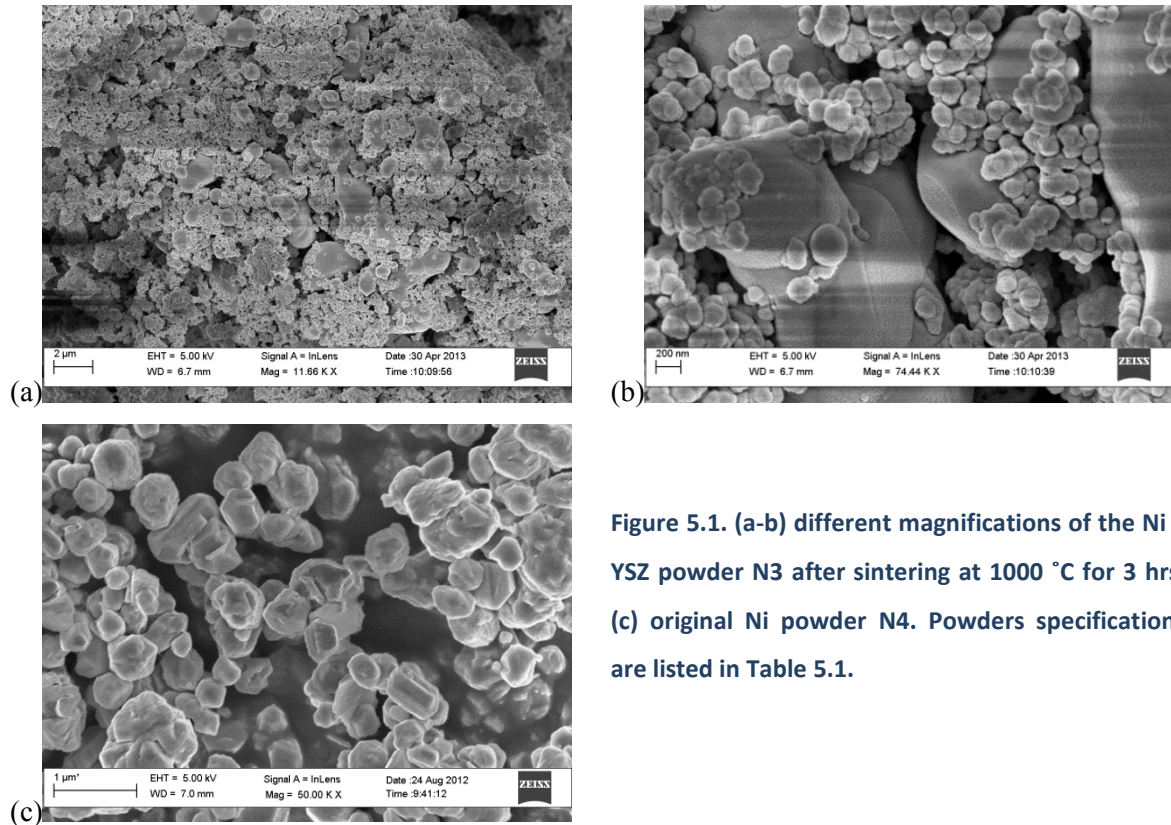 2 µm
EHT = 5.00 kV Signal A = InLens Date :30 Apr 2013
WD = 6.7 mm Mag = 11.66 K X Time :10:09:56
ZEISS
(a)
200 nm
EHT = 5.00 kV Signal A = InLens Date :30 Apr 2013
WD = 6.7 mm Mag = 74.44 K X Time :10:10:39
ZEISS
(b)
1 µm*
EHT = 5.00 kV Signal A = InLens Date :24 Aug 2012
WD = 7.0 mm Mag = 50.00 K X Time :9:41:12
ZEISS
(c)
Figure 5.1. (a-b) different magnifications of the Ni
YSZ powder N3 after sintering at 1000 ˚C for 3 hrs
(c) original Ni powder N4. Powders specification
are listed in Table 5.1.